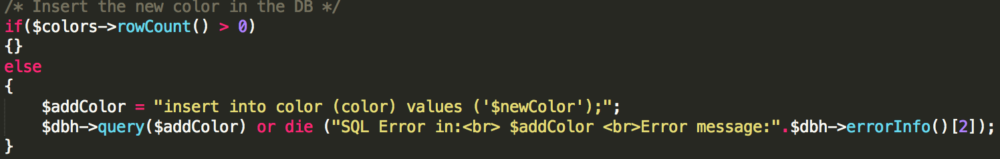 /* Insert the new color in the DB */
if($colors->rowCount() > 0)
{}
else
{
    $addColor = "insert into color (color) values ('$newColor');";
    $dbh->query($addColor) or die ("SQL Error in:<br> $addColor <br>Error message:".$dbh->errorInfo()[2]);
}